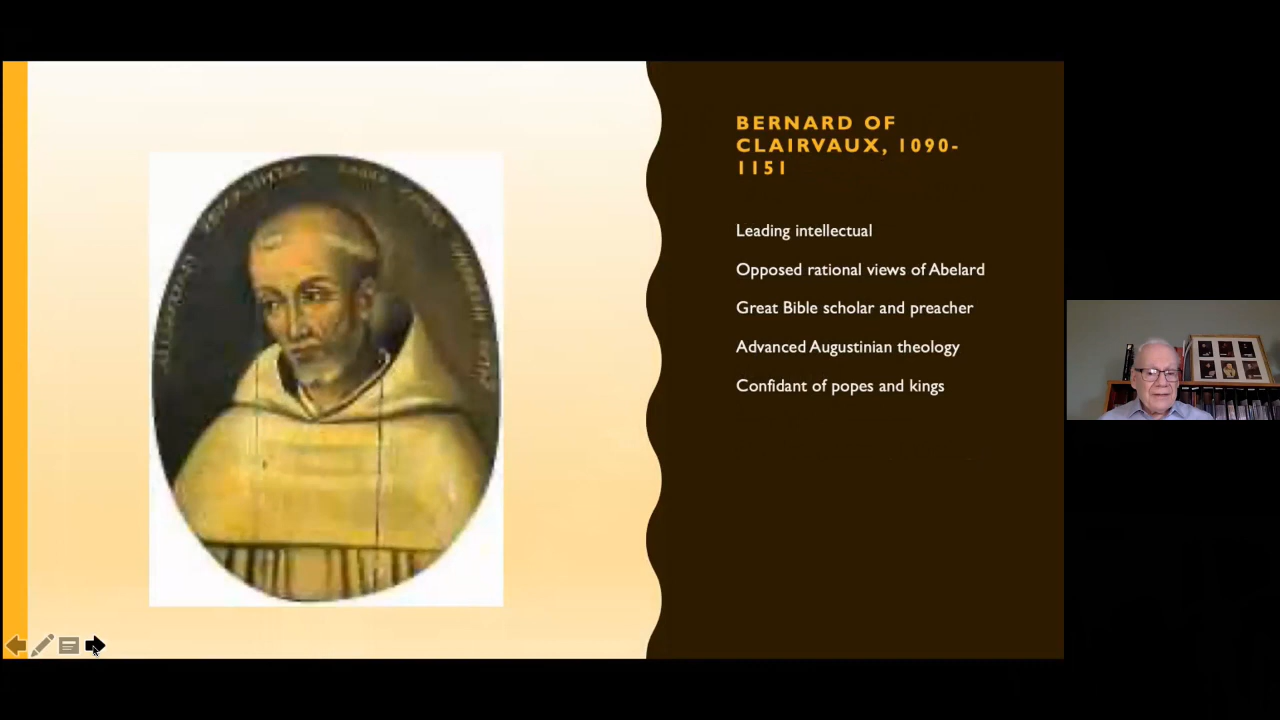 BERNARD OF
CLAIRVAUX, 1090-
1151
Leading intellectual
Opposed rational views of Abelard
Great Bible scholar and preacher
Advanced Augustinian theology
Confidant of popes and kings